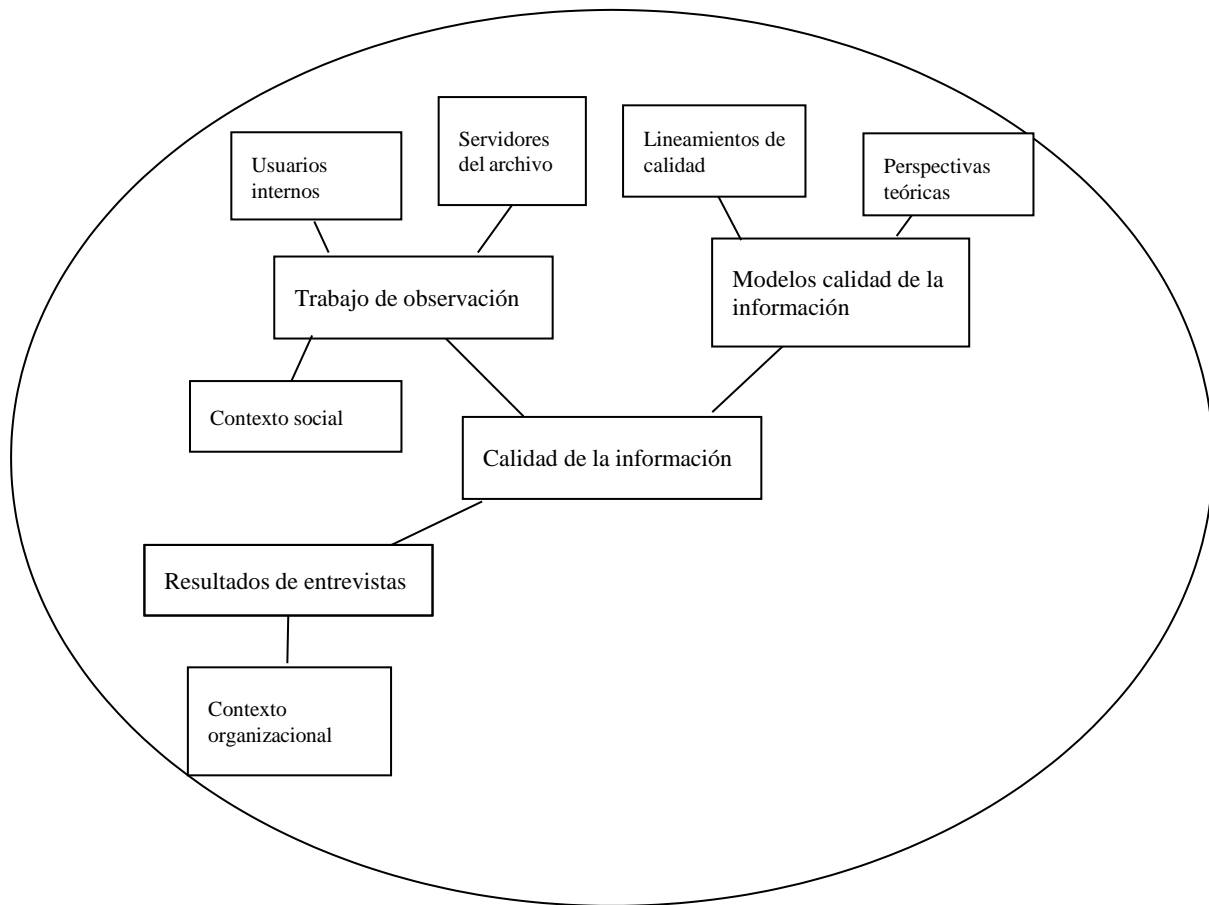 Usuarios
internos
Servidores
del archivo
Lineamientos de
calidad
Perspectivas
teóricas
Trabajo de observación
Modelos calidad de la
información
Contexto social
Calidad de la información
Resultados de entrevistas
Contexto
organizacional